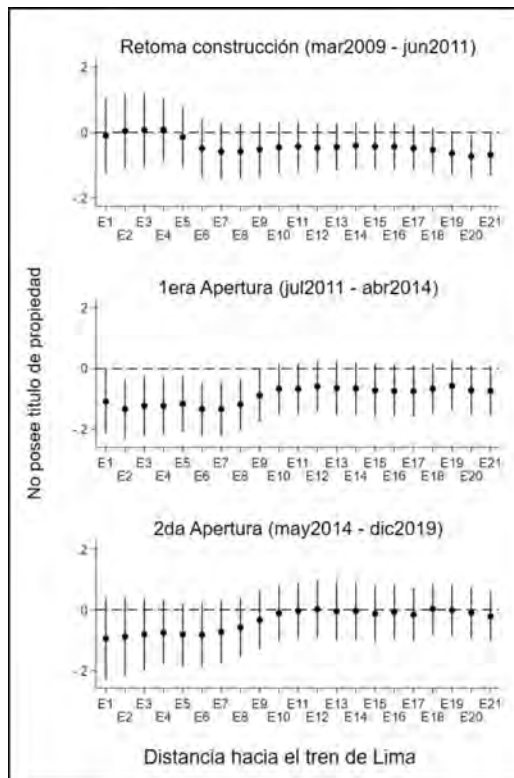 Retoma construcción (mar2009 - jun2011)
.2
0
-.2
E1 E3 E5 E7 E9 E11 E13 E15 E17 E19 E21
E2 E4 E6 E8 E10 E12 E14 E16 E18 E20
1era Apertura (jul2011 - abr2014)
.2
0
-.2
E1 E3 E5 E7 E9 E11 E13 E15 E17 E19 E21
E2 E4 E6 E8 E10 E12 E14 E16 E18 E20
2da Apertura (may2014 - dic2019)
.2
0
-.2
E1 E3 E5 E7 E9 E11 E13 E15 E17 E19 E21
E2 E4 E6 E8 E10 E12 E14 E16 E18 E20
No posee título de propiedad
Distancia hacia el tren de Lima